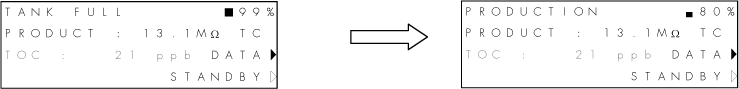 TANK FULL ■99%
PRODUCT : 13.1MΩ TC
TOC : 21 ppb DATA
STANDBY
PRODUCTION ▄80%
PRODUCT : 13.1MΩ TC
TOC : 21 ppb DATA
STANDBY